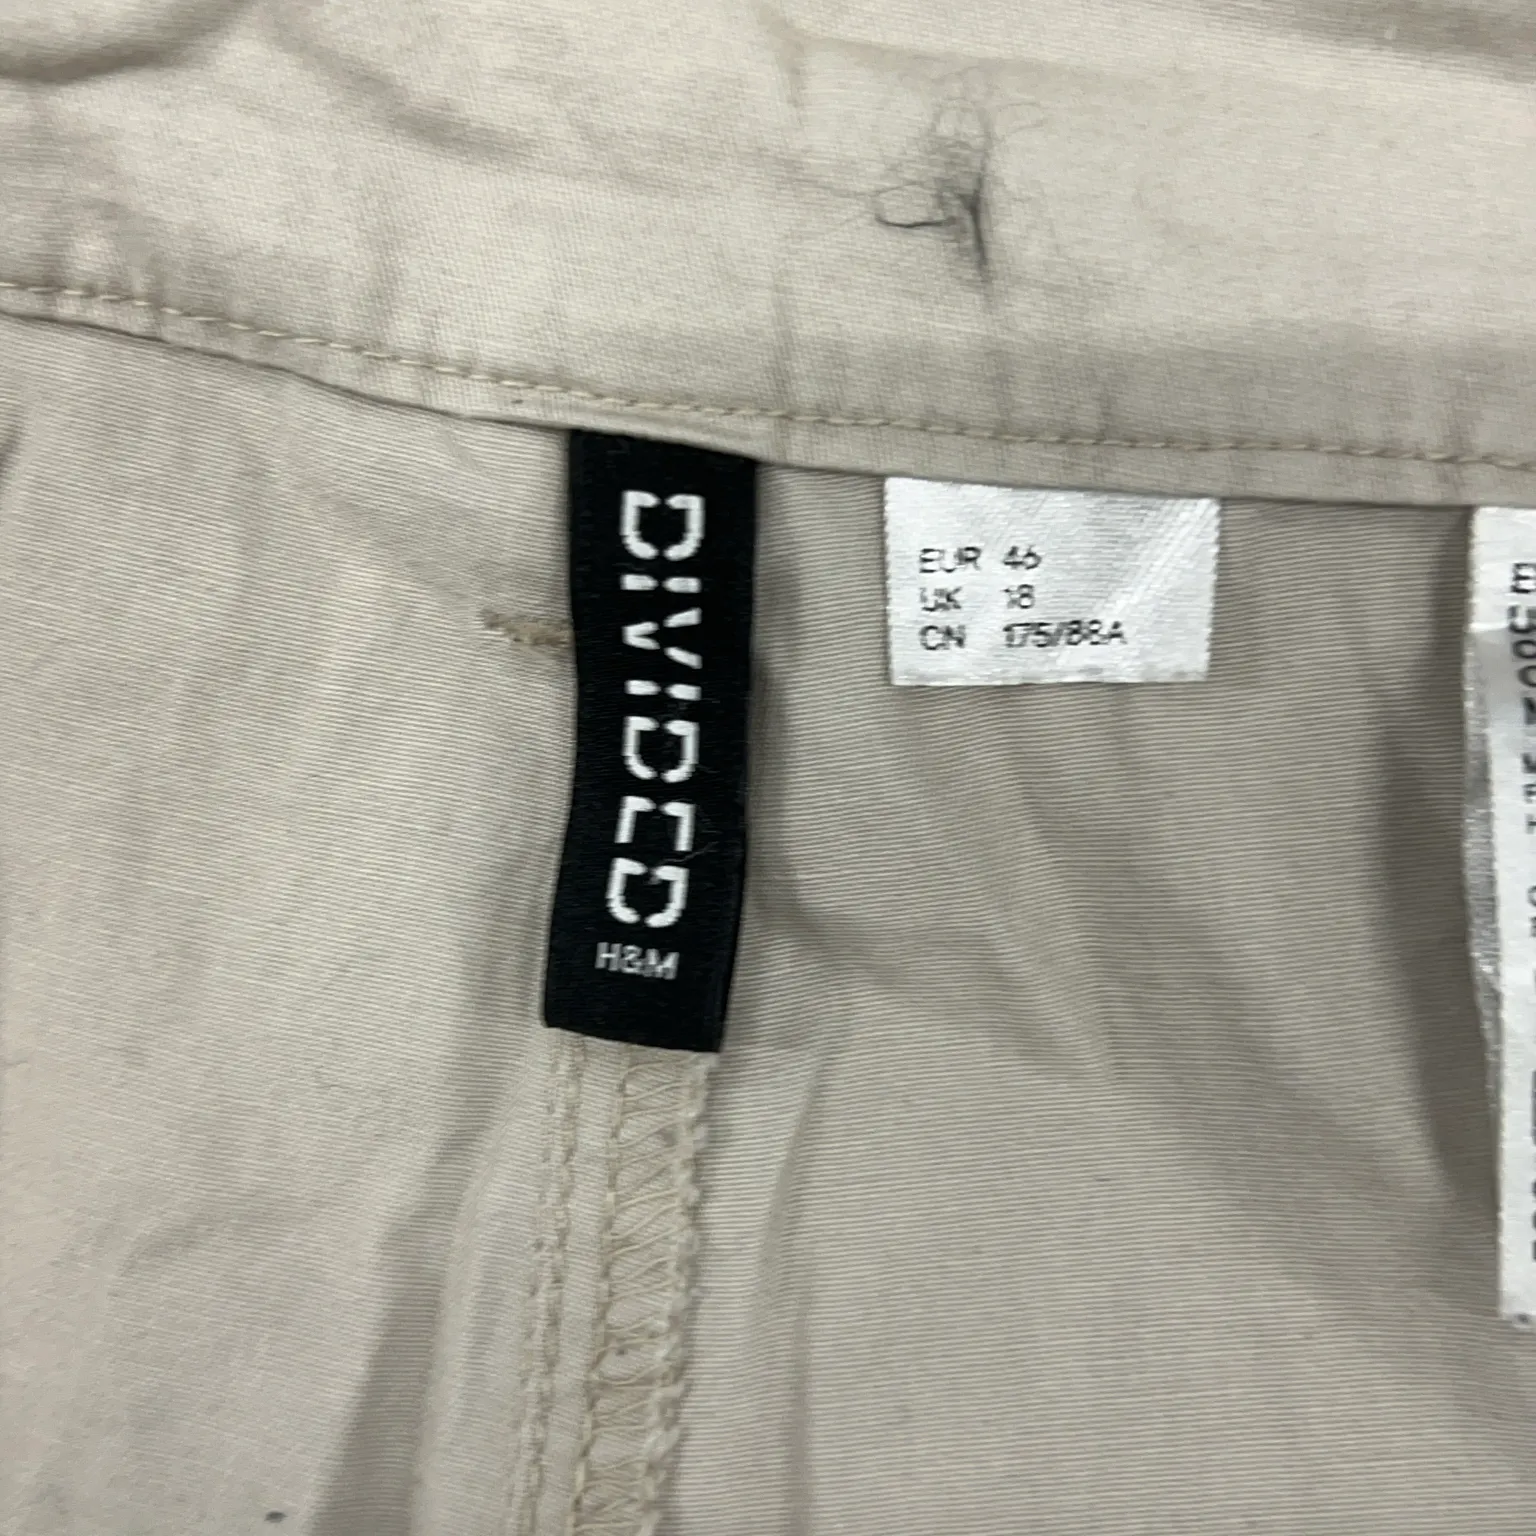 DIVIDED
H&M
EUR 46
UK 18
CN 175/88A